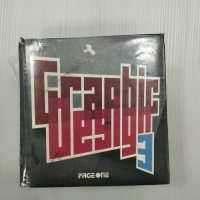 Graphic
Design
3
PAGE ONE